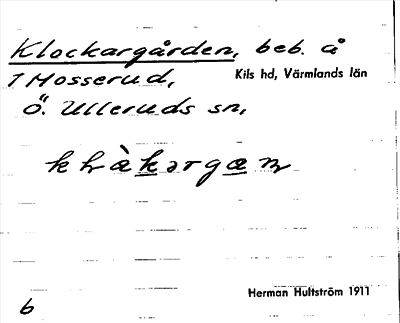 Klockargården, beb. å
1 Mosserud, Kils hd, Värmlands län
Ö. Ulleruds sn,
Herman Hultström 1911
6